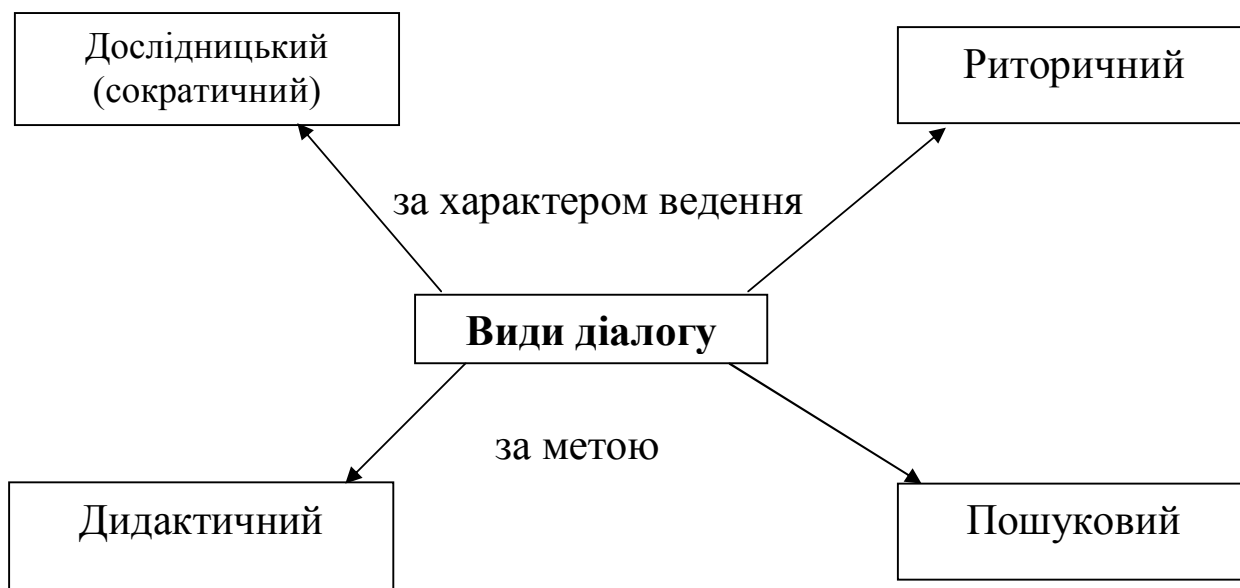 Дослідницький
(сократичний)
Риторичний
за характером ведення
Види діалогу
за метою
Дидактичний
Пошуковий